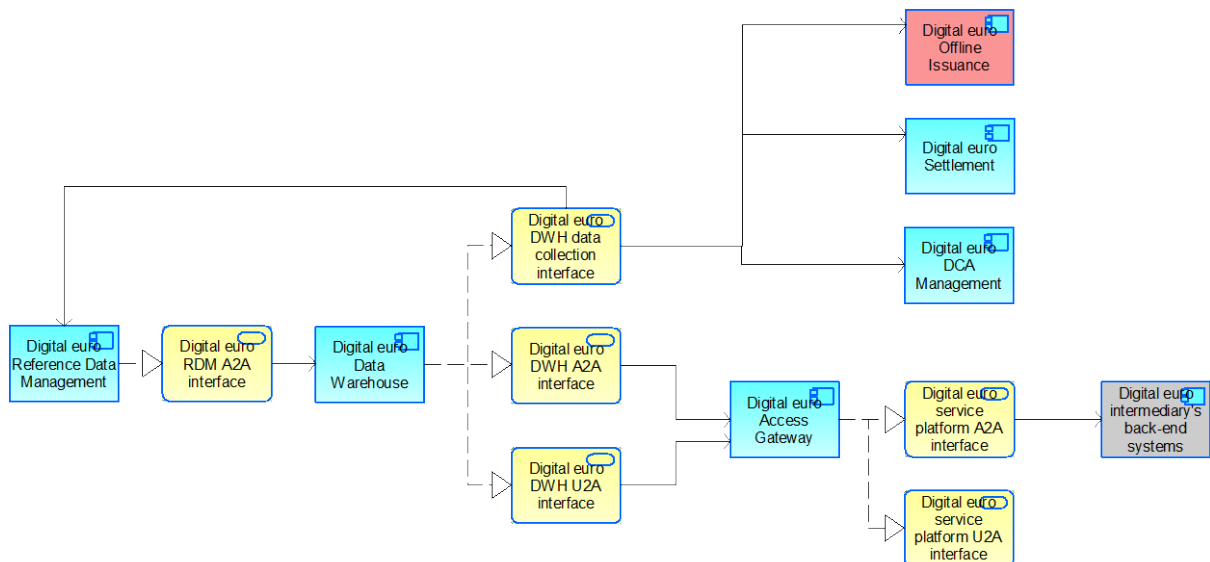 Digital euro
Offline
Issuance
Digital euro
Settlement
Digital euro
DWH data
collection
interface
Digital euro
DCA
Management
Digital euro
Reference Data
Management
Digital euro
RDM A2A
interface
Digital euro
Data
Warehouse
Digital euro
DWH A2A
interface
Digital euro
Access
Gateway
Digital euro
service
platform A2A
interface
Digital euro
intermediary's
back-end
systems
Digital euro
DWH U2A
interface
Digital euro
service
platform U2A
interface